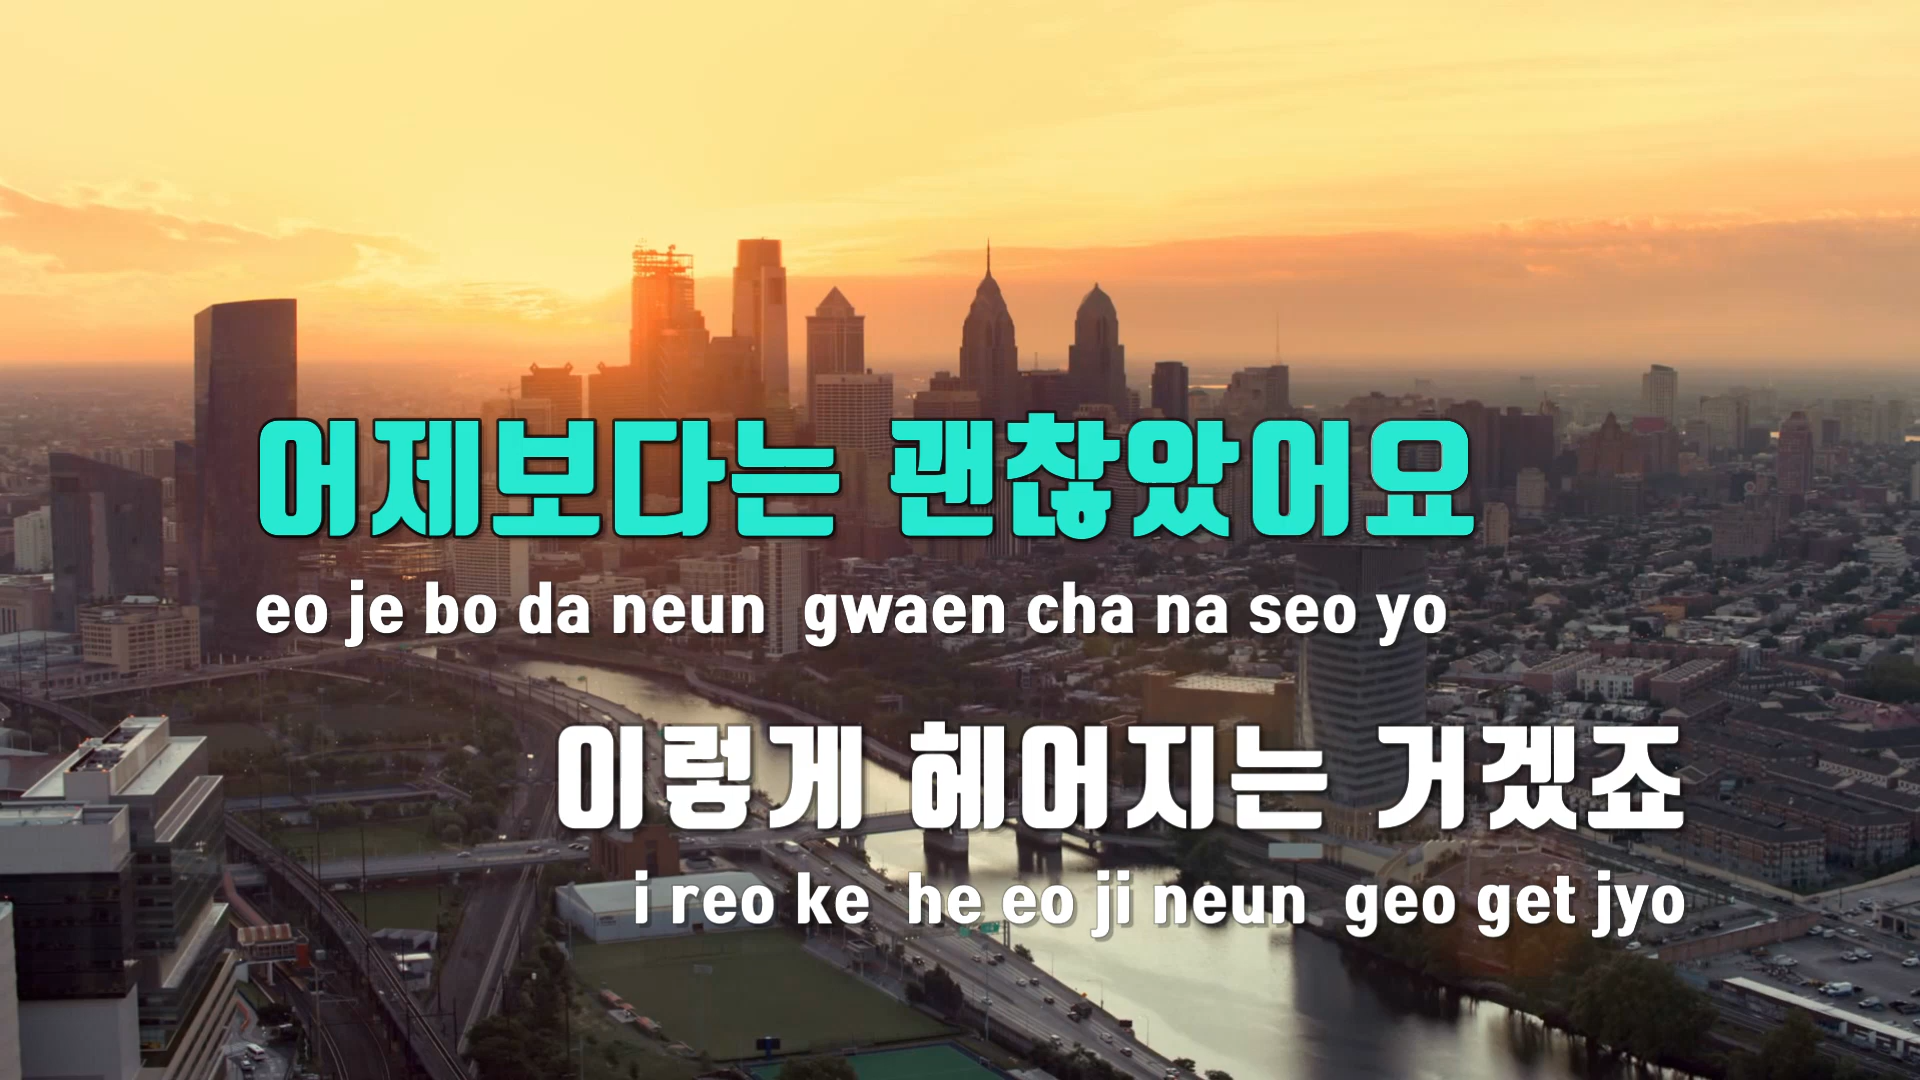 어제보다는 괜찮았어요
eo je bo da neun gwaen cha na seo yo
이렇게 헤어지는 거겠죠
i reo ke he eo ji neun geo get jyo